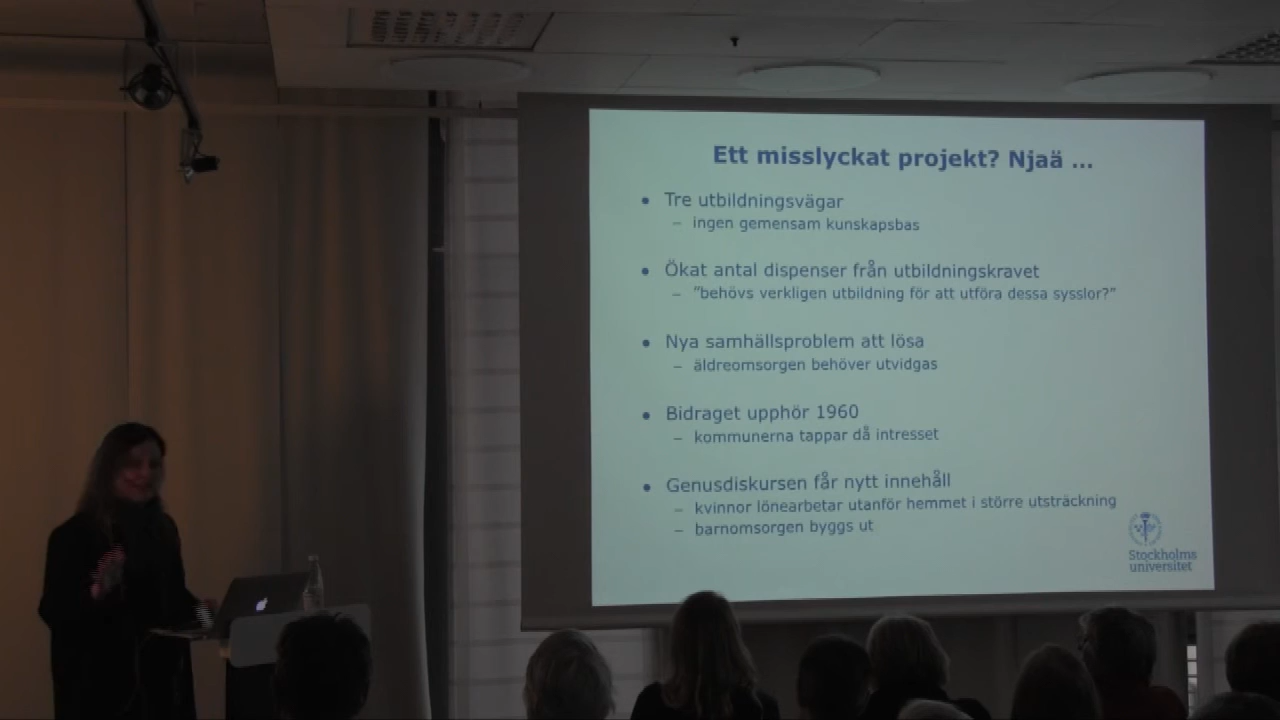 Ett misslyckat projekt? Njaä ...
• Tre utbildningsvägar
– ingen gemensam kunskapsbas
• Ökat antal dispenser från utbildningskravet
– "behövs verkligen utbildning för att utföra dessa sysslor?"
• Nya samhällsproblem att lösa
– äldreomsorgen behöver utvidgas
• Bidraget upphör 1960
– kommunerna tappar då intresset
• Genusdiskursen får nytt innehåll
– kvinnor lönearbetar utanför hemmet i större utsträckning
– barnomsorgen byggs ut
Stockholms
universitet